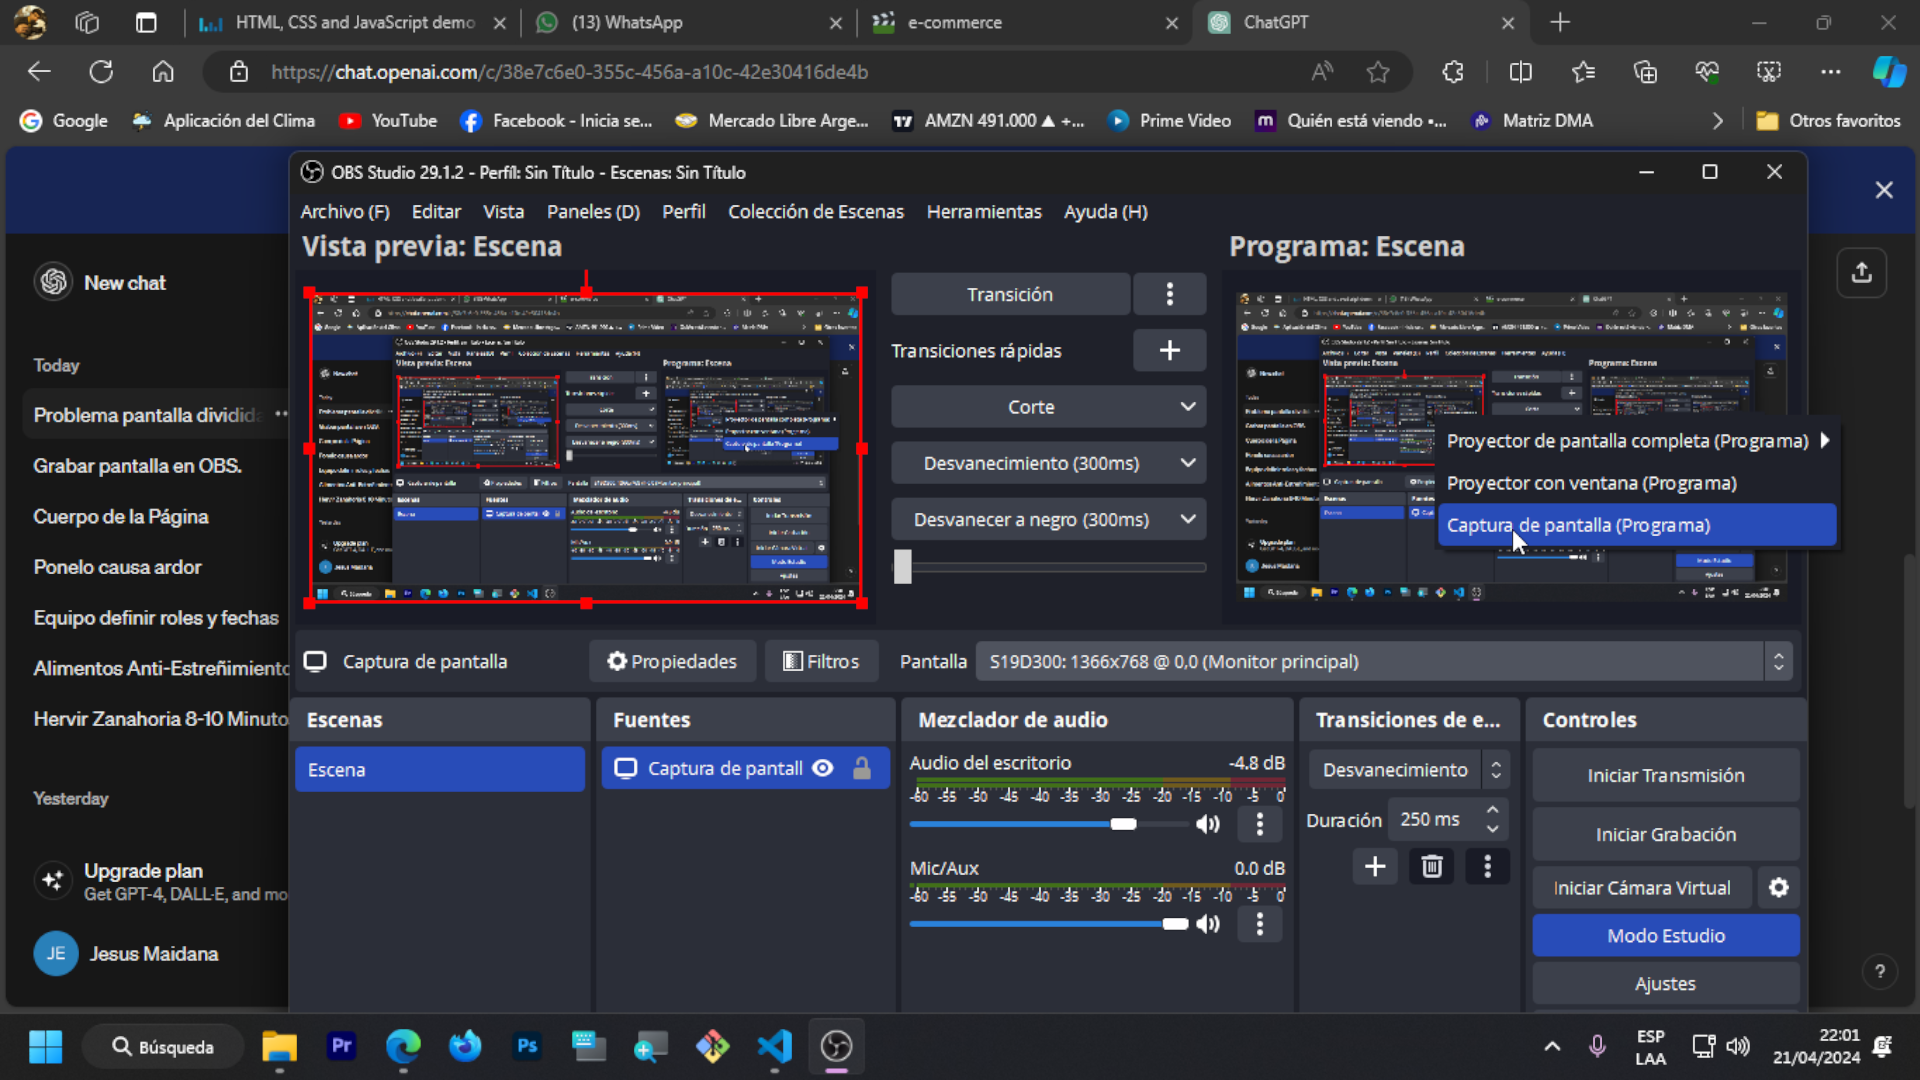 HTML, CSS and JavaScript demo
(13) WhatsApp
e-commerce
ChatGPT
https://chat.openai.com/c/38e7c6e0-355c-456a-a10c-42e30416de4b
Google
Aplicación del Clima
YouTube
Facebook - Inicia se...
Mercado Libre Arge...
AMZN 491.000 ▲ +-...
Prime Video
Quién está viendo •...
Matriz DMA
Otros favoritos
OBS Studio 29.1.2 - Perfíl: Sin Título - Escenas: Sin Título
Archivo (F)
Editar
Vista
Paneles (D)
Perfil
Colección de Escenas
Herramientas
Ayuda (H)
Vista previa: Escena
Programa: Escena
New chat
Today
Problema pantalla dividida
Grabar pantalla en OBS.
Cuerpo de la Página
Ponelo causa ardor
Equipo definir roles y fechas
Alimentos Anti-Estreñimiento
Hervir Zanahoria 8-10 Minuto
Yesterday
Upgrade plan
Get GPT-4, DALL·E, and mo
JE
Jesus Maidana
Transición
Transiciones rápidas
Corte
Desvanecimiento (300ms)
Desvanecer a negro (300ms)
Proyector de pantalla completa (Programa)
Proyector con ventana (Programa)
Captura de pantalla (Programa)
Captura de pantalla
Propiedades
Filtros
Pantalla
S19D300: 1366x768 @ 0,0 (Monitor principal)
Escenas
Escena
Fuentes
Captura de pantall
Mezclador de audio
Audio del escritorio
-4.8 dB
-60 -55 -50 -45 -40 -35 -30 -25 -20 -15 -10 -5 0
Mic/Aux
0.0 dB
-60 -55 -50 -45 -40 -35 -30 -25 -20 -15 -10 -5 0
Transiciones de e...
Desvanecimiento
Duración
250 ms
Controles
Iniciar Transmisión
Iniciar Grabación
Iniciar Cámara Virtual
Modo Estudio
Ajustes
?
Búsqueda
Pr
Ps
ESP
LAA
22:01
21/04/2024